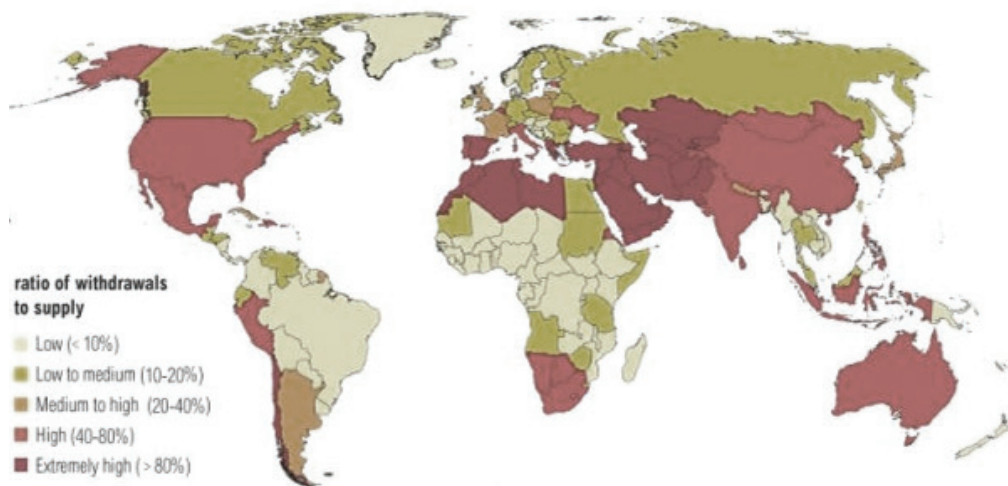 ratio of withdrawals
to supply
Low (< 10%)
Low to medium (10-20%)
Medium to high (20-40%)
High (40-80%)
Extremely high (> 80%)